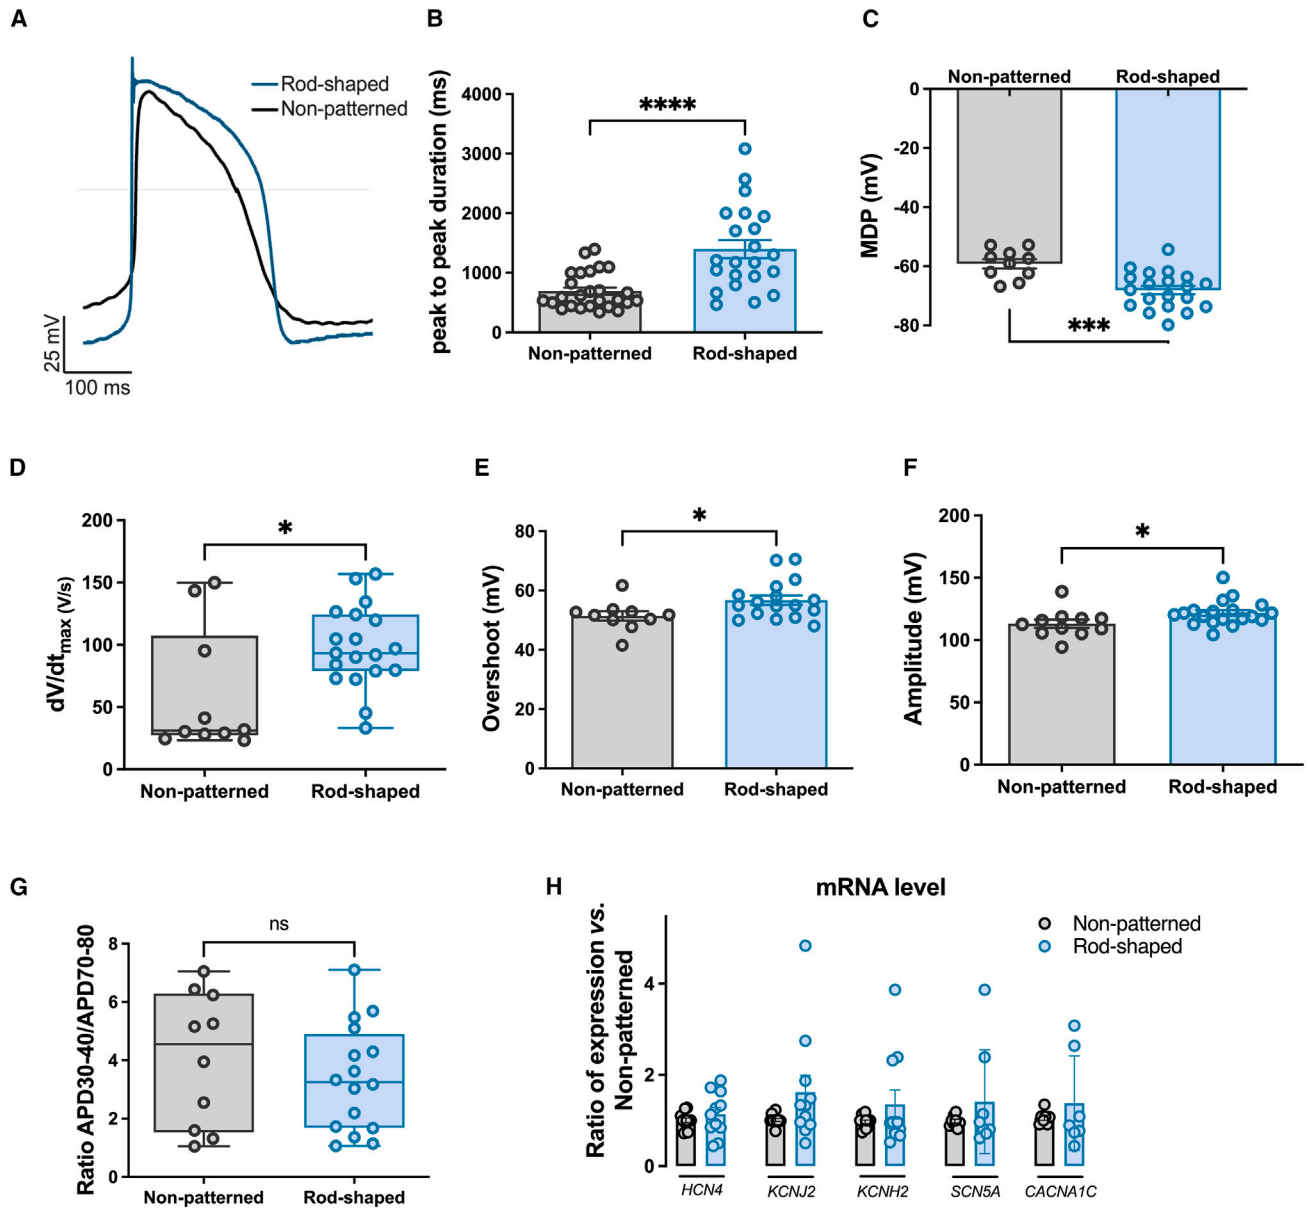 A
Rod-shaped
Non-patterned
25 mV
100 ms
B
peak to peak duration (ms)
4000
3000
2000
1000
0
****
Non-patterned
Rod-shaped
C
Non-patterned
Rod-shaped
MDP (mV)
0
-20
-40
-60
-80
***
D
dV/dtmax (V/s)
200
150
100
50
0
*
Non-patterned
Rod-shaped
E
Overshoot (mV)
80
60
40
20
0
*
Non-patterned
Rod-shaped
F
Amplitude (mV)
200
150
100
50
0
*
Non-patterned
Rod-shaped
G
Ratio APD30-40/APD70-80
8
6
4
2
0
ns
Non-patterned
Rod-shaped
H
mRNA level
Ratio of expression vs.
Non-patterned
4
2
0
Non-patterned
Rod-shaped
HCN4
KCNJ2
KCNH2
SCN5A
CACNA1C